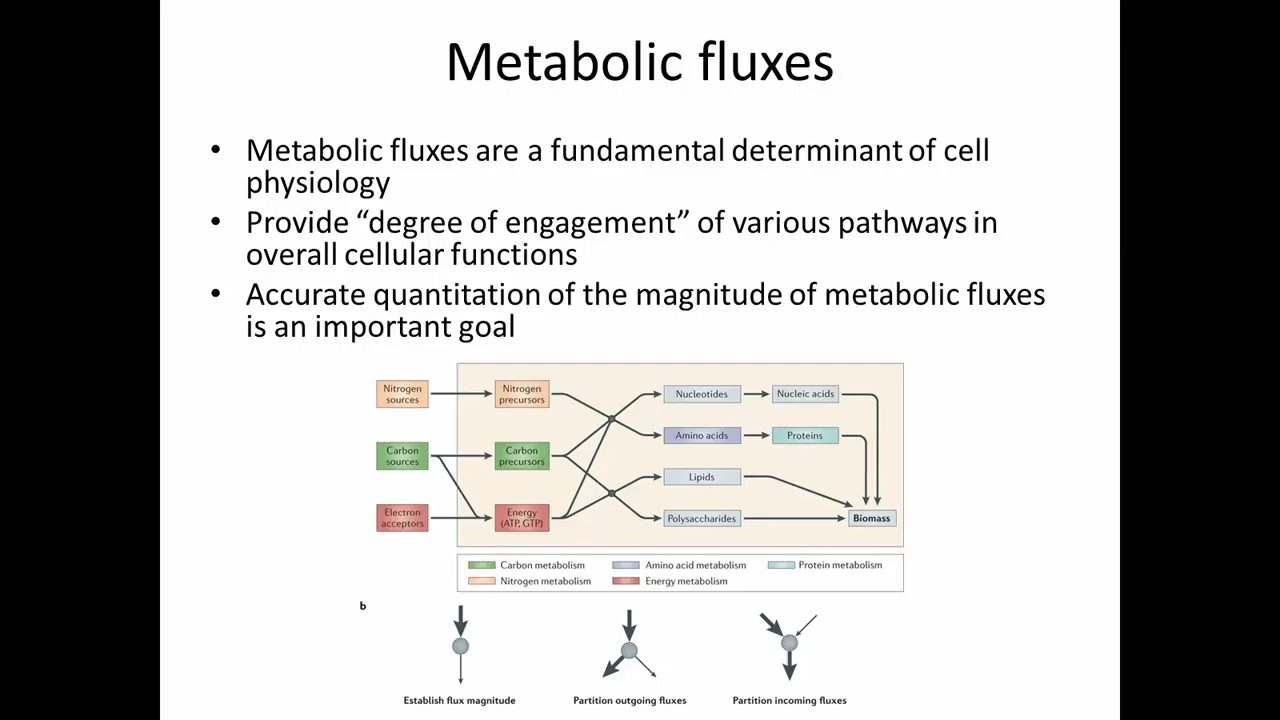 Metabolic fluxes
• Metabolic fluxes are a fundamental determinant of cell
physiology
• Provide “degree of engagement” of various pathways in
overall cellular functions
• Accurate quantitation of the magnitude of metabolic fluxes
is an important goal
Nitrogen
sources
Nitrogen
precursors
Nucleotides
Nucleic acids
Carbon
sources
Carbon
precursors
Amino acids
Proteins
Lipids
Electron
acceptors
Energy
(ATP, GTP)
Polysaccharides
Biomass
Carbon metabolism
Amino acid metabolism
Protein metabolism
Nitrogen metabolism
Energy metabolism
b
Establish flux magnitude
Partition outgoing fluxes
Partition incoming fluxes